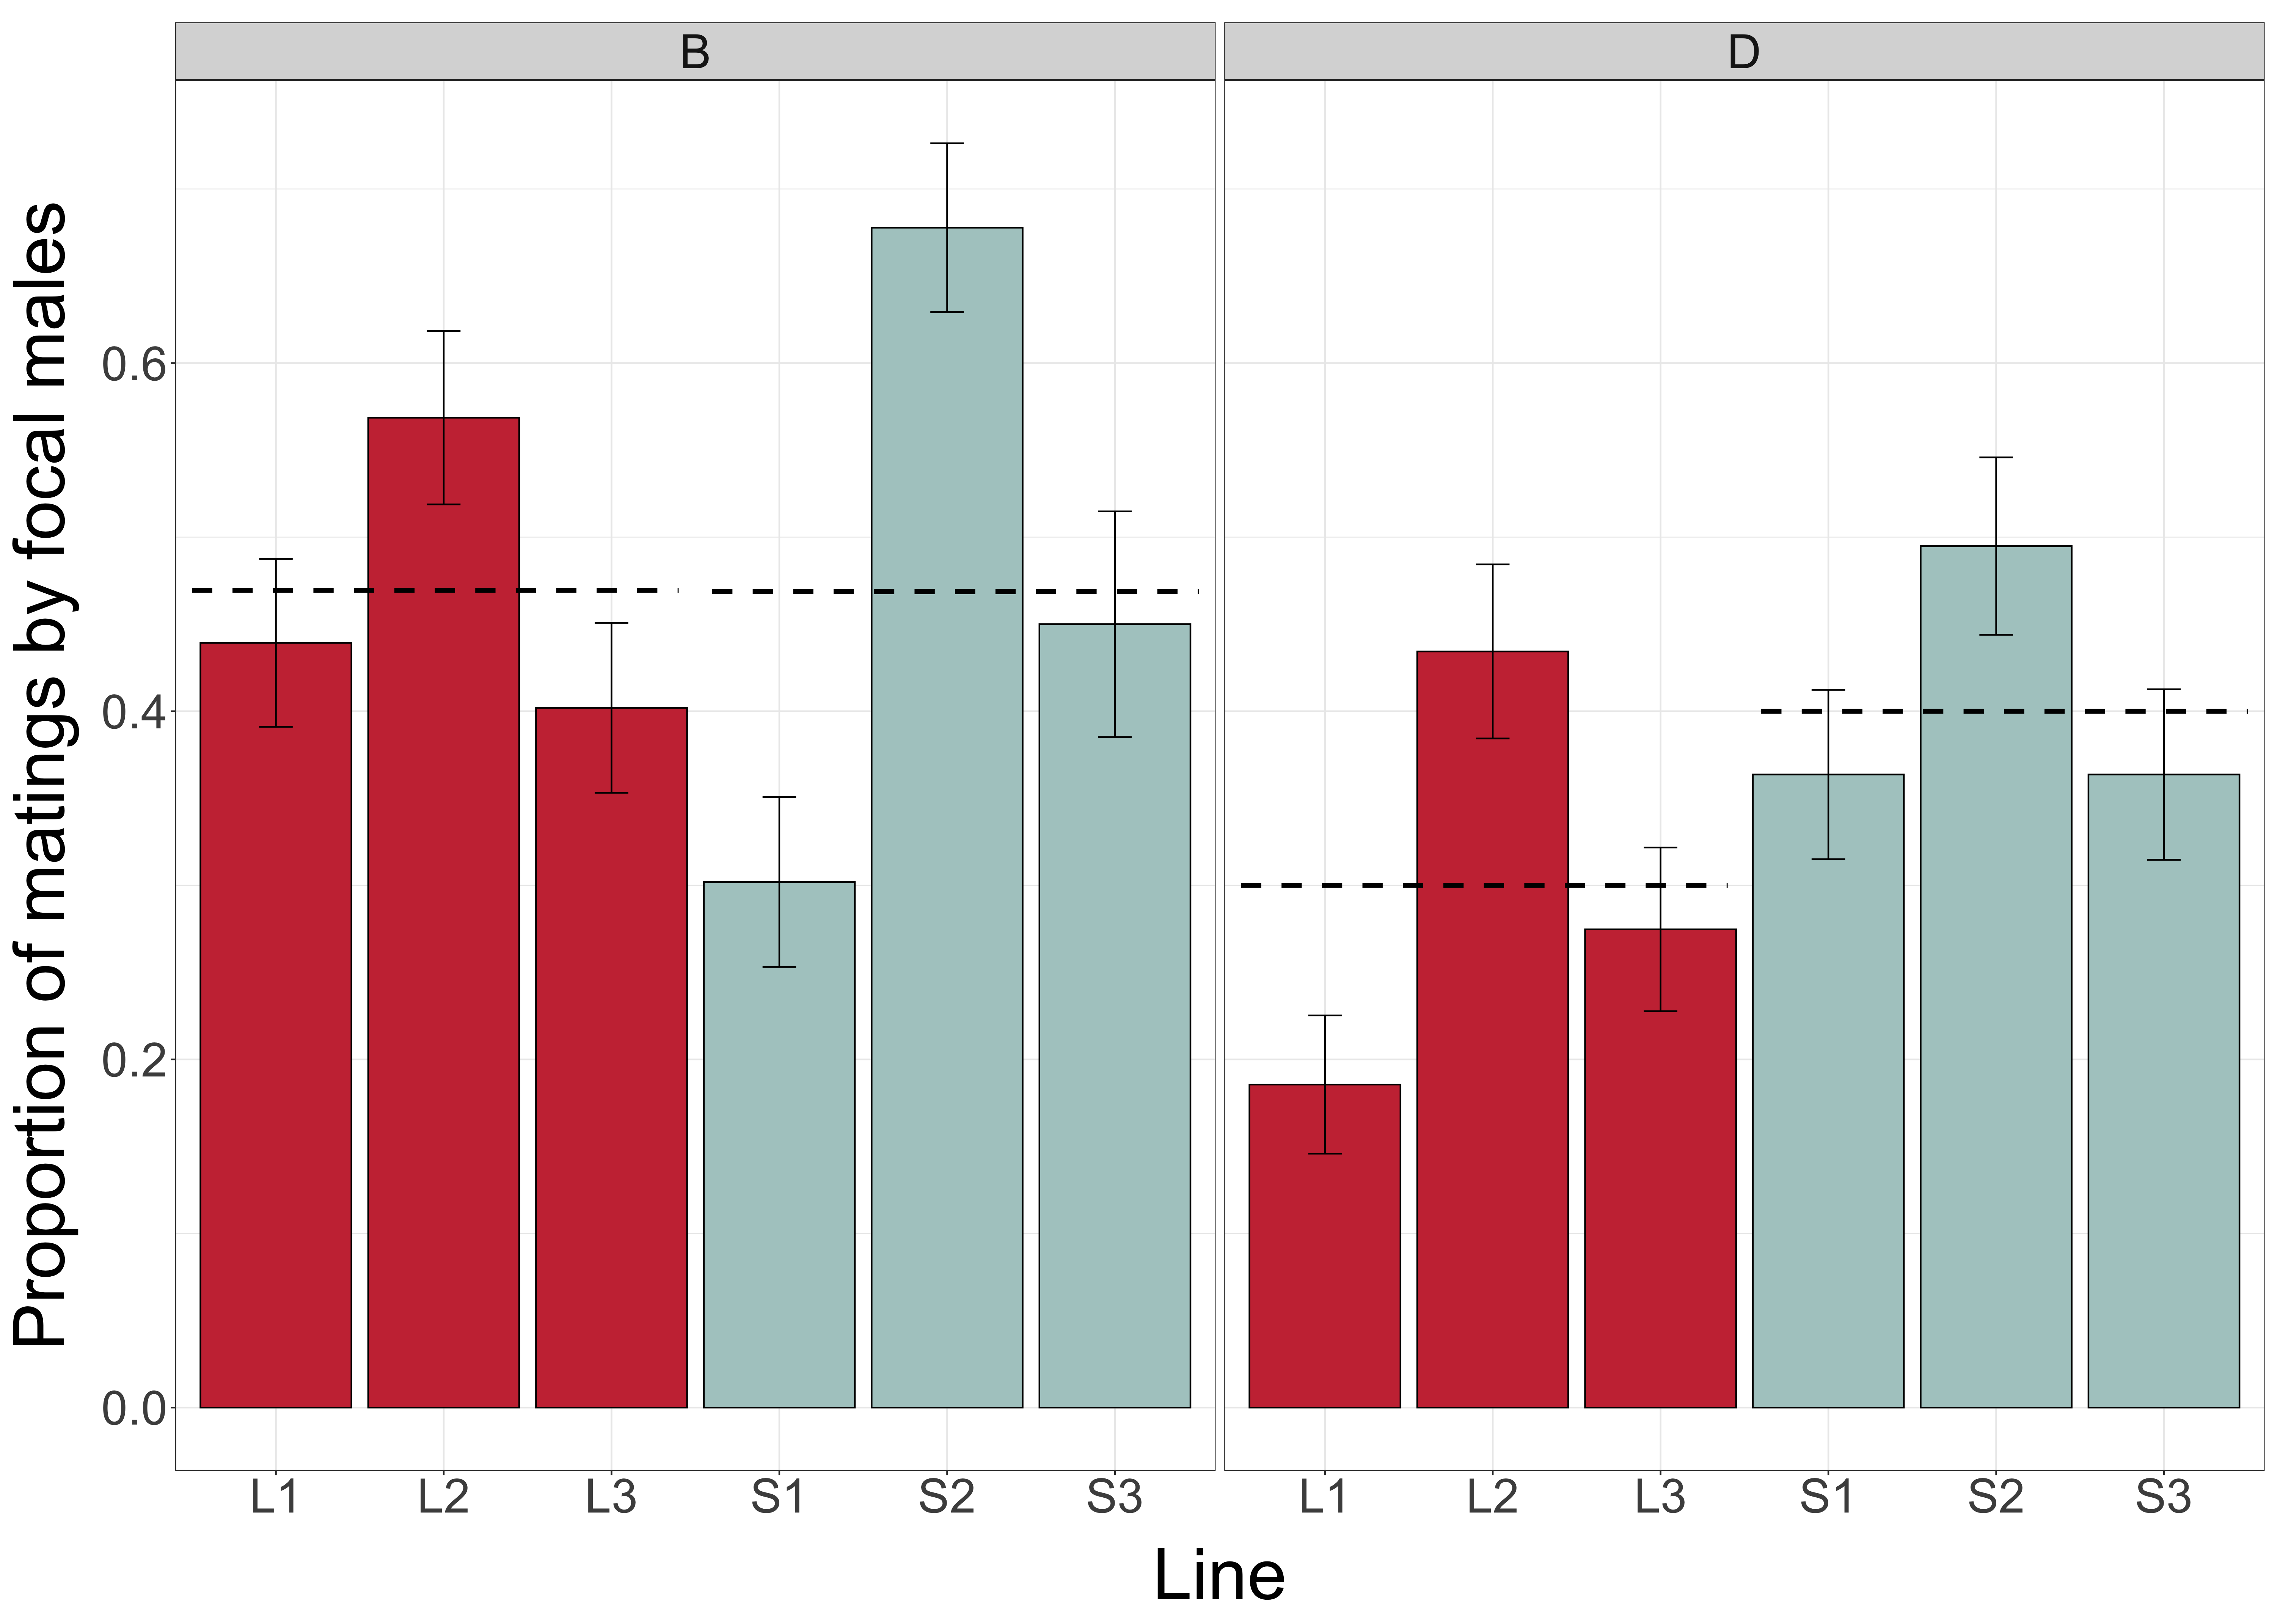 B
D
Proportion of matings by focal males
0.6
0.4
0.2
0.0
L1 L2 L3 S1 S2 S3
L1 L2 L3 S1 S2 S3
Line